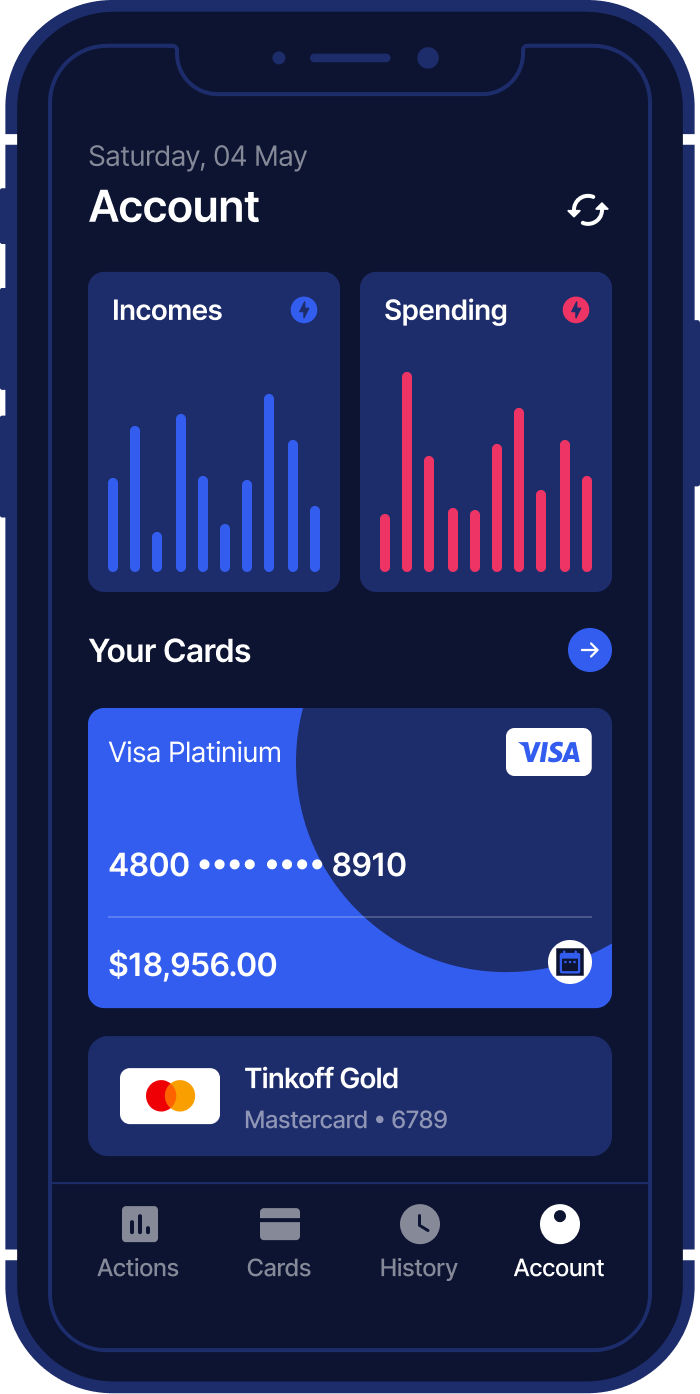 Saturday, 04 May
Account
Incomes
Spending
Your Cards
Visa Platinium
VISA
4800 •••• •••• 8910
$18,956.00
Tinkoff Gold
Mastercard • 6789
Actions
Cards
History
Account